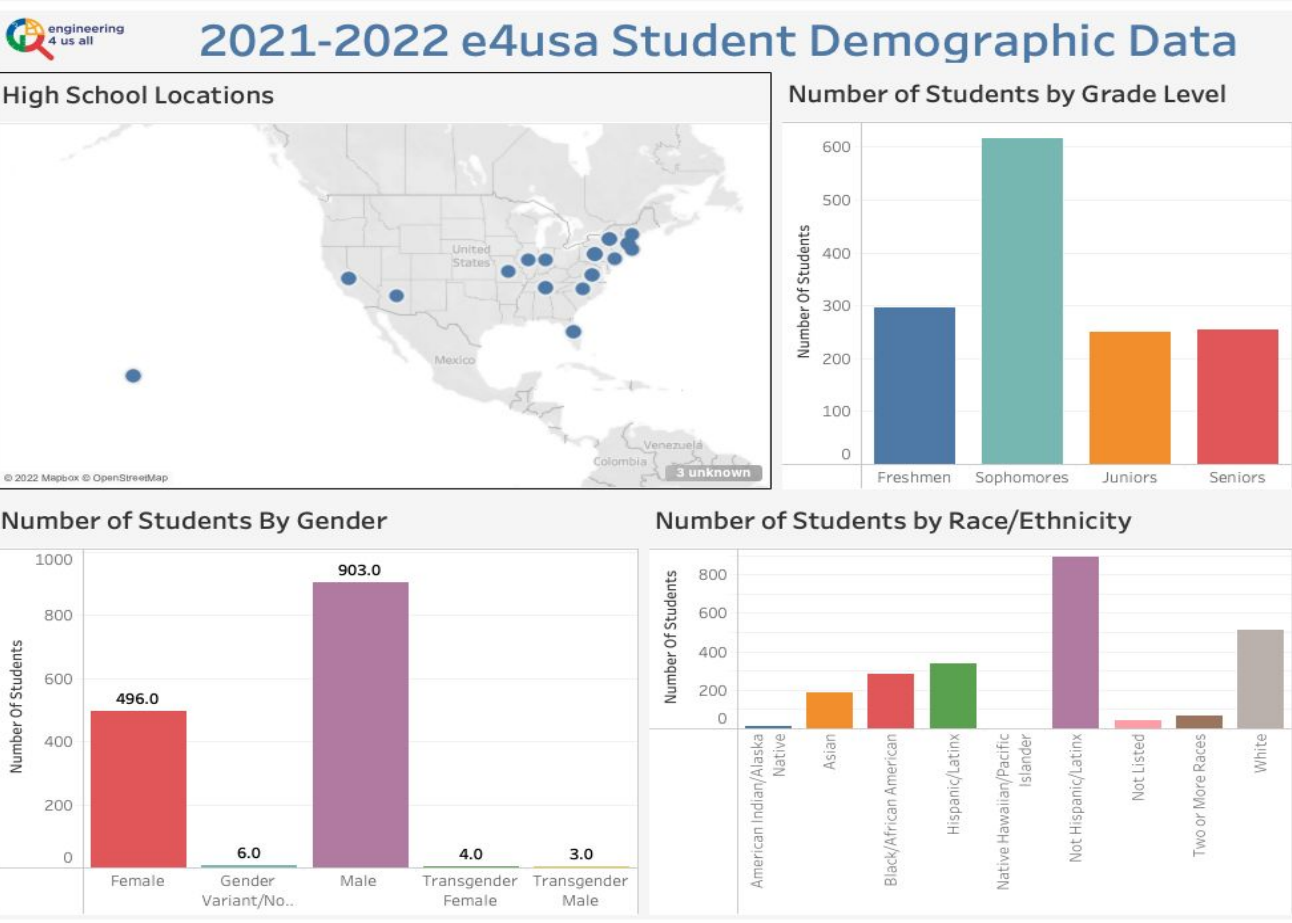 engineering
4 us all
2021-2022 e4usa Student Demographic Data
High School Locations
United
States
Mexico
Venezuela
Colombia
3 unknown
© 2022 Mapbox © OpenStreetMap
Number of Students by Grade Level
Number Of Students
600
500
400
300
200
100
0
Freshmen
Sophomores
Juniors
Seniors
Number of Students By Gender
Number Of Students
1000
800
600
400
200
0
496.0
6.0
903.0
4.0
3.0
Female
Gender
Variant/No..
Male
Transgender
Female
Transgender
Male
Number of Students by Race/Ethnicity
Number Of Students
800
600
400
200
0
American Indian/Alaska
Native
Asian
Black/African American
Hispanic/Latinx
Native Hawaiian/Pacific
Islander
Not Hispanic/Latinx
Not Listed
Two or More Races
White